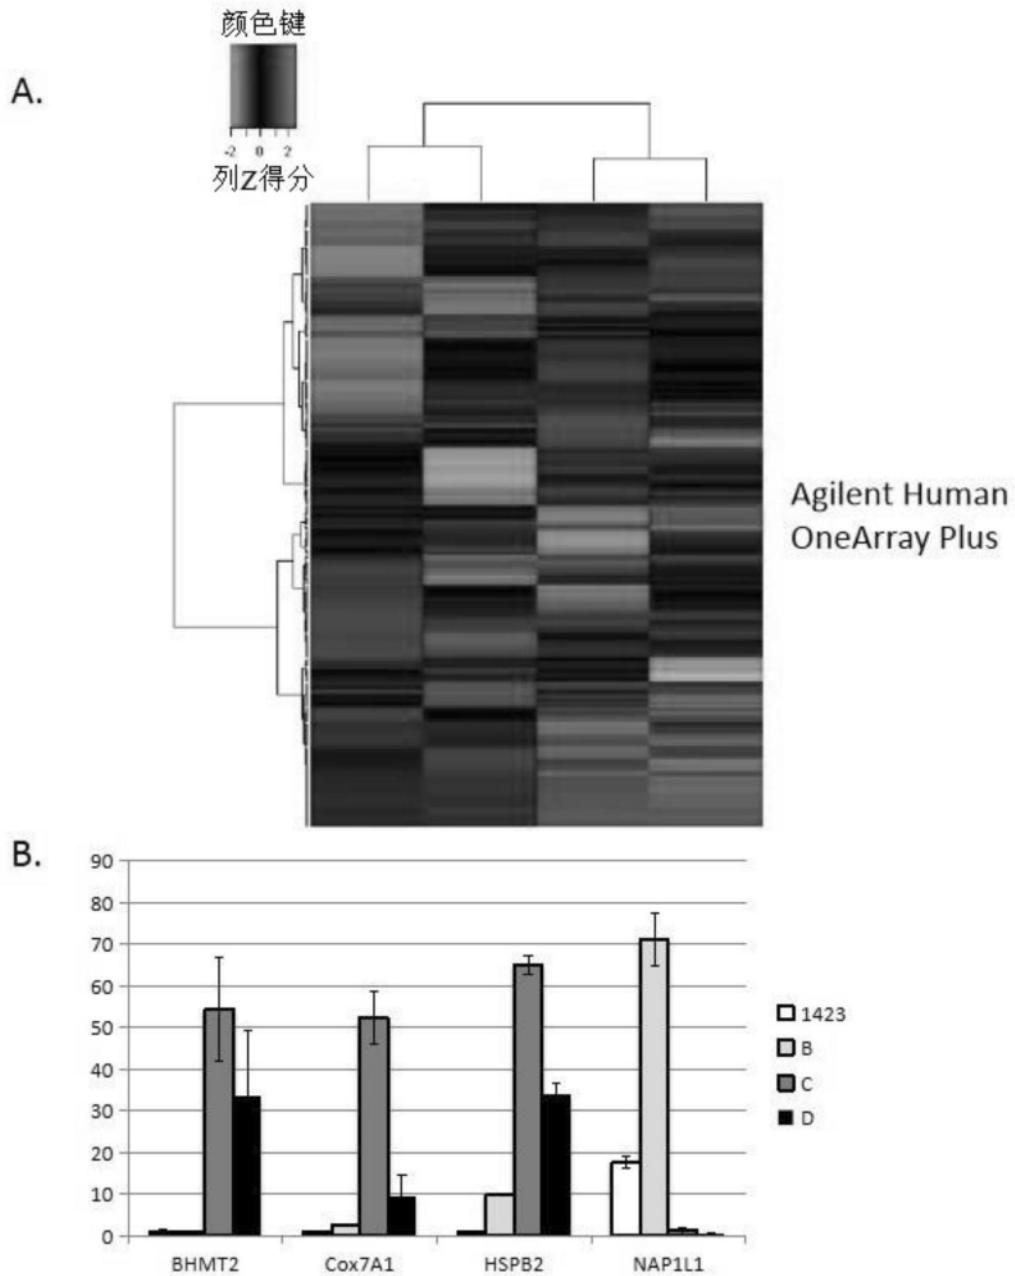 颜色键
A.
-2 0 2
列Z得分
Agilent Human
OneArray Plus
B.
90
80
70
60
50
40
30
20
10
0
BHMT2 Cox7A1 HSPB2 NAP1L1
1423
B
C
D